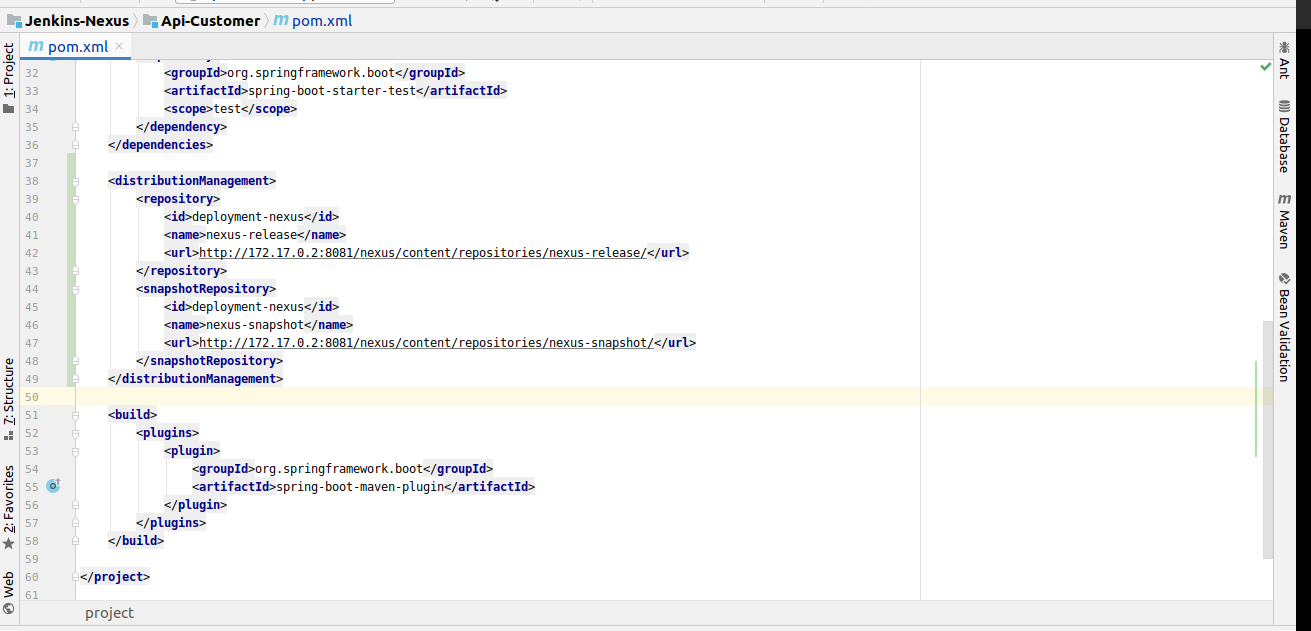 Jenkins-Nexus Api-Customer m pom.xml
m pom.xml
1: Project
7: Structure
2: Favorites
Web
32 <groupId>org.springframework.boot</groupId>
33 <artifactId>spring-boot-starter-test</artifactId>
34 <scope>test</scope>
35 </dependency>
36 </dependencies>
37
38 <distributionManagement>
39 <repository>
40 <id>deployment-nexus</id>
41 <name>nexus-release</name>
42 <url>http://172.17.0.2:8081/nexus/content/repositories/nexus-release/</url>
43 </repository>
44 <snapshotRepository>
45 <id>deployment-nexus</id>
46 <name>nexus-snapshot</name>
47 <url>http://172.17.0.2:8081/nexus/content/repositories/nexus-snapshot/</url>
48 </snapshotRepository>
49 </distributionManagement>
50
51 <build>
52 <plugins>
53 <plugin>
54 <groupId>org.springframework.boot</groupId>
55 <artifactId>spring-boot-maven-plugin</artifactId>
56 </plugin>
57 </plugins>
58 </build>
59
60 </project>
61
project
Ant
Database
m Maven
Bean Validation